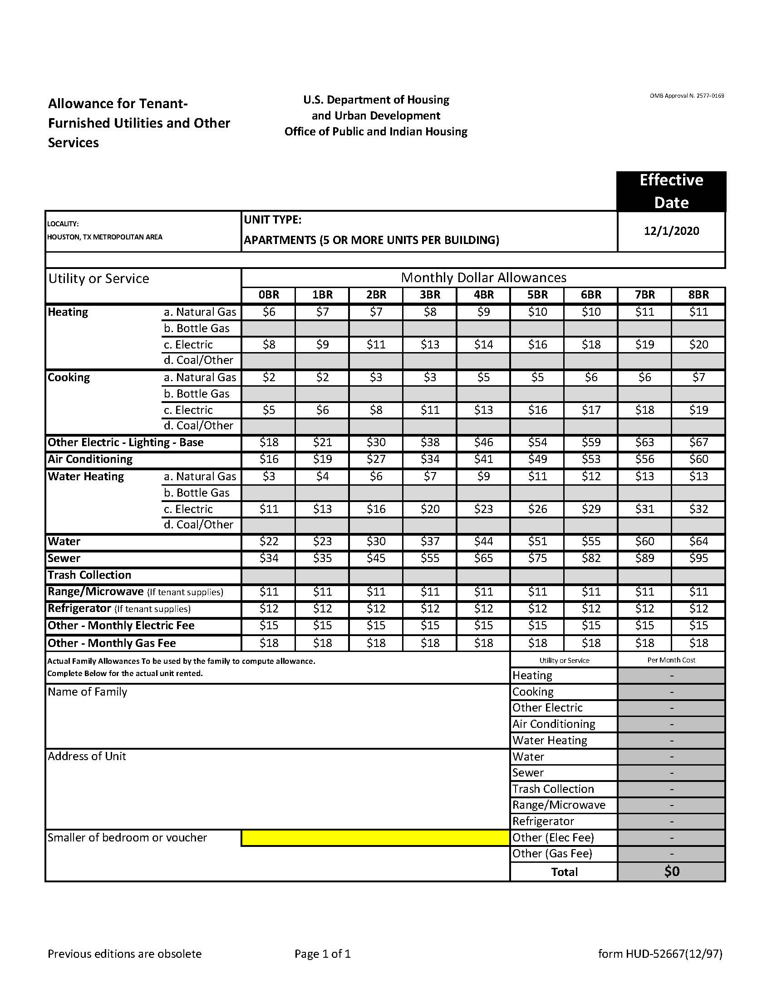 Allowance for Tenant-
Furnished Utilities and Other
Services
U.S. Department of Housing
and Urban Development
Office of Public and Indian Housing
OMB Approval N. 2577-0169
Effective
Date
LOCALITY:
HOUSTON, TX METROPOLITAN AREA
UNIT TYPE:
APARTMENTS (5 OR MORE UNITS PER BUILDING)
12/1/2020
Utility or Service
Monthly Dollar Allowances
0BR 1BR 2BR 3BR 4BR 5BR 6BR 7BR 8BR
Heating a. Natural Gas $6 $7 $7 $8 $9 $10 $10 $11 $11
b. Bottle Gas
c. Electric $8 $9 $11 $13 $14 $16 $18 $19 $20
d. Coal/Other
Cooking a. Natural Gas $2 $2 $3 $3 $5 $5 $6 $6 $7
b. Bottle Gas
c. Electric $5 $6 $8 $11 $13 $16 $17 $18 $19
d. Coal/Other
Other Electric - Lighting - Base $18 $21 $30 $38 $46 $54 $59 $63 $67
Air Conditioning $16 $19 $27 $34 $41 $49 $53 $56 $60
Water Heating a. Natural Gas $3 $4 $6 $7 $9 $11 $12 $13 $13
b. Bottle Gas
c. Electric $11 $13 $16 $20 $23 $26 $29 $31 $32
d. Coal/Other
Water $22 $23 $30 $37 $44 $51 $55 $60 $64
Sewer $34 $35 $45 $55 $65 $75 $82 $89 $95
Trash Collection
Range/Microwave (If tenant supplies) $11 $11 $11 $11 $11 $11 $11 $11 $11
Refrigerator (If tenant supplies) $12 $12 $12 $12 $12 $12 $12 $12 $12
Other - Monthly Electric Fee $15 $15 $15 $15 $15 $15 $15 $15 $15
Other - Monthly Gas Fee $18 $18 $18 $18 $18 $18 $18 $18 $18
Actual Family Allowances To be used by the family to compute allowance.
Complete Below for the actual unit rented.
Utility or Service Per Month Cost
Heating -
Name of Family
Cooking -
Other Electric -
Air Conditioning -
Water Heating -
Address of Unit
Water -
Sewer -
Trash Collection -
Range/Microwave -
Refrigerator -
Smaller of bedroom or voucher
Other (Elec Fee) -
Other (Gas Fee) -
Total $0
Previous editions are obsolete Page 1 of 1 form HUD-52667(12/97)